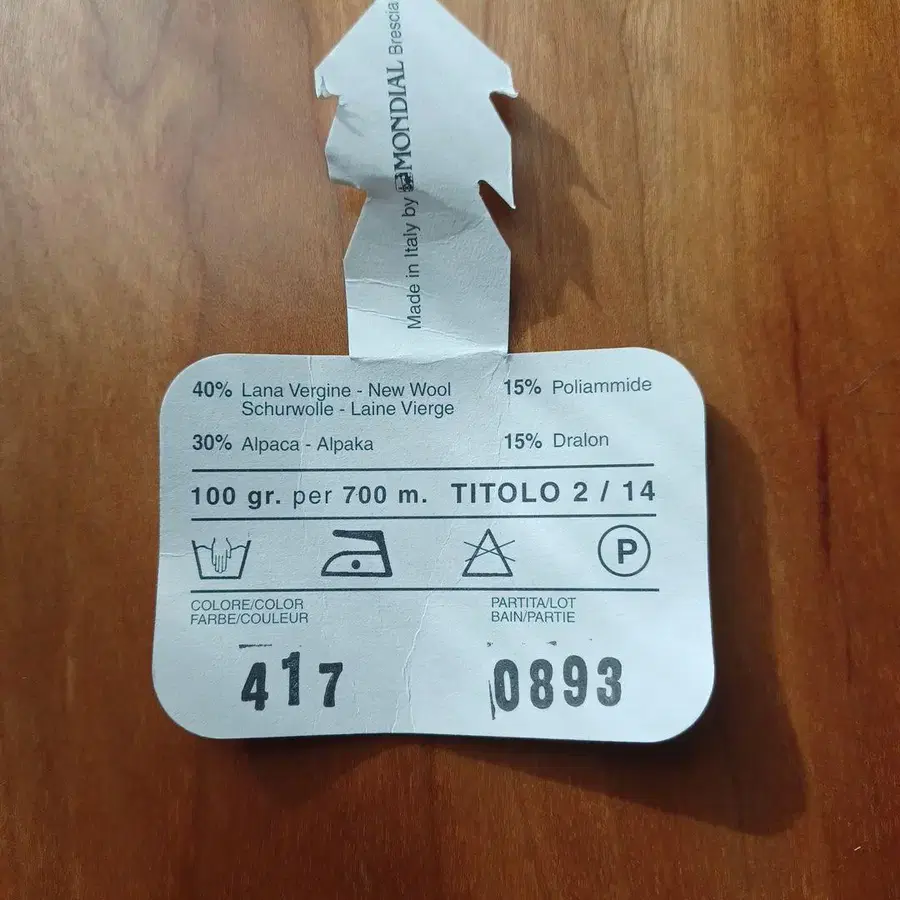 Made in Italy by MONDIAL Brescia
40% Lana Vergine - New Wool
Schurwolle - Laine Vierge
15% Poliammide
30% Alpaca - Alpaka
15% Dralon
100 gr. per 700 m. TITOLO 2 / 14
P
COLORE/COLOR
FARBE/COULEUR
PARTITA/LOT
BAIN/PARTIE
417
0893